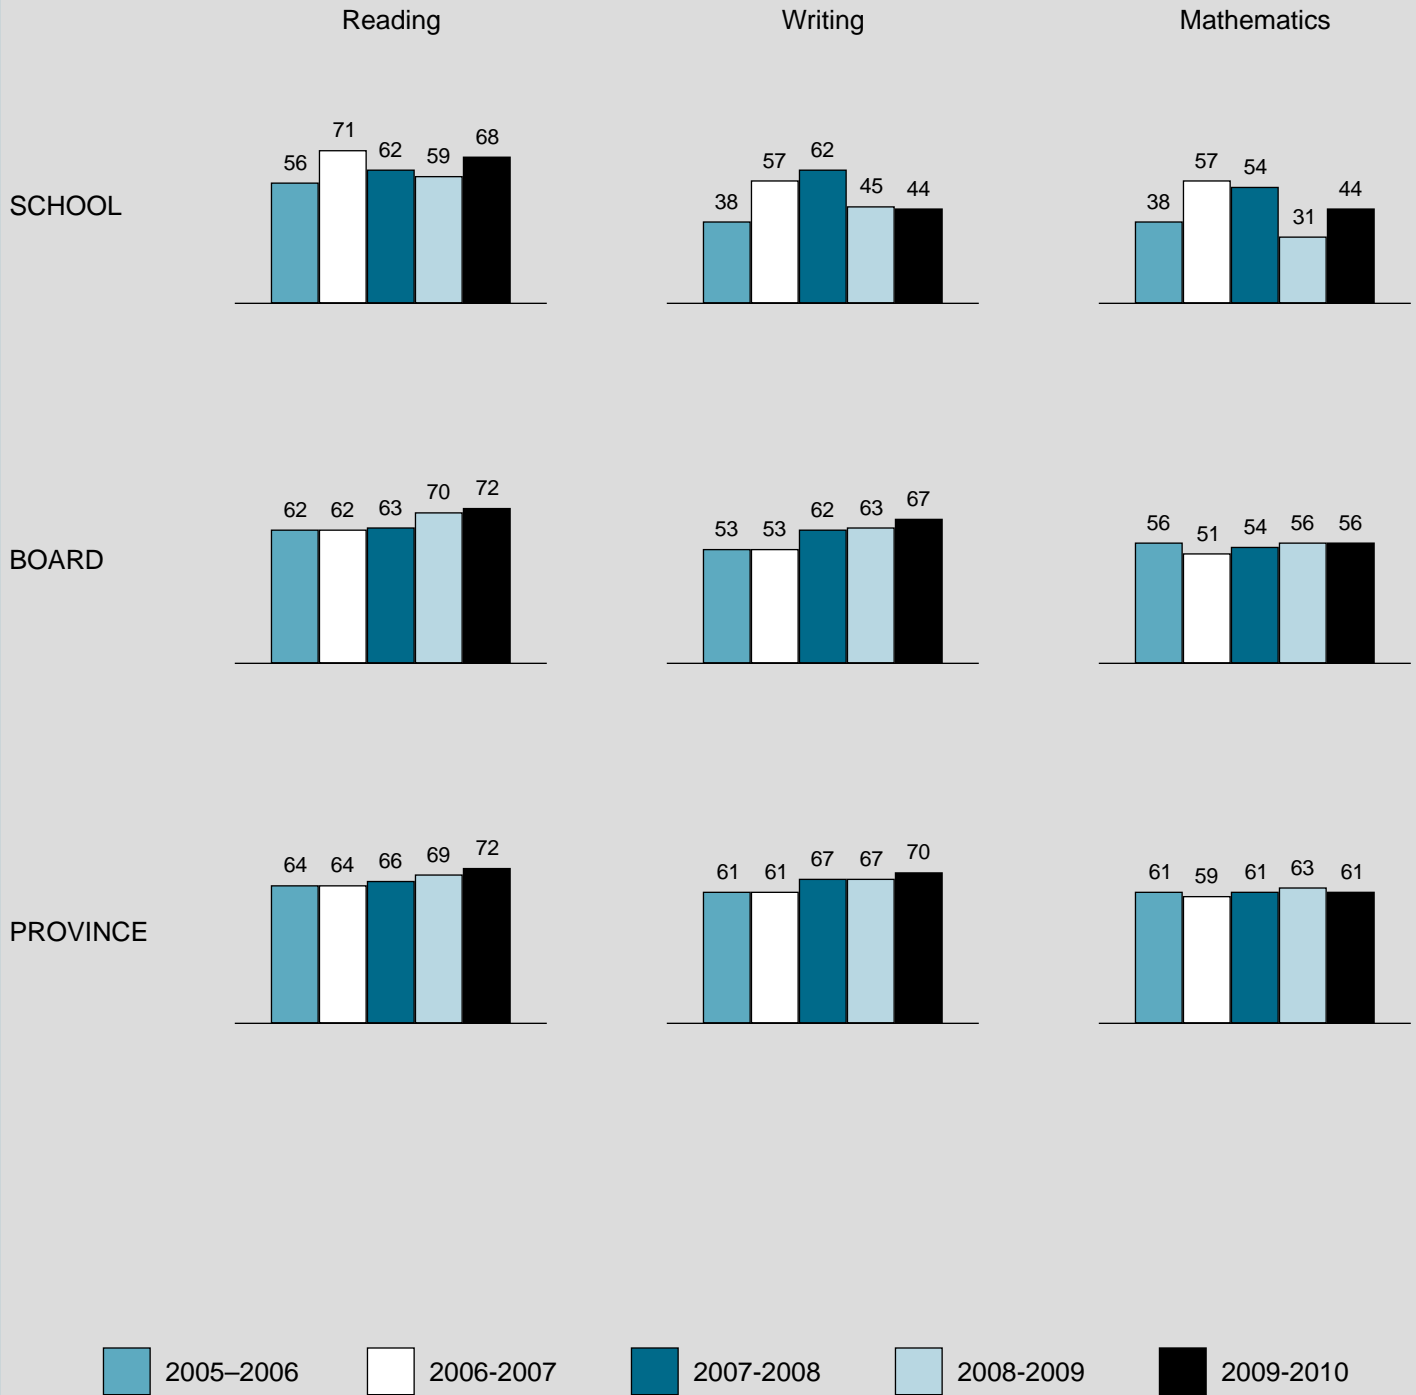 Reading Writing Mathematics
SCHOOL
56 71 62 59 68
38 57 62 45 44
38 57 54 31 44
BOARD
62 62 63 70 72
53 53 62 63 67
56 51 54 56 56
PROVINCE
64 64 66 69 72
61 61 67 67 70
61 59 61 63 61
2005–2006 2006-2007 2007-2008 2008-2009 2009-2010